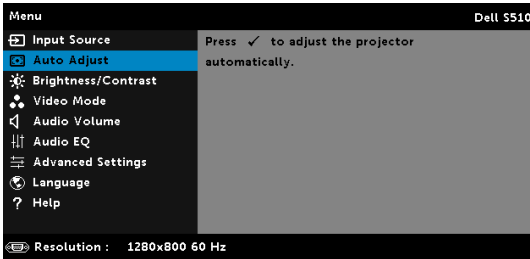 Menu Dell S510
Input Source
Press ✓ to adjust the projector
Auto Adjust
automatically.
Brightness/Contrast
Video Mode
Audio Volume
Audio EQ
Advanced Settings
Language
? Help
Resolution : 1280x800 60 Hz